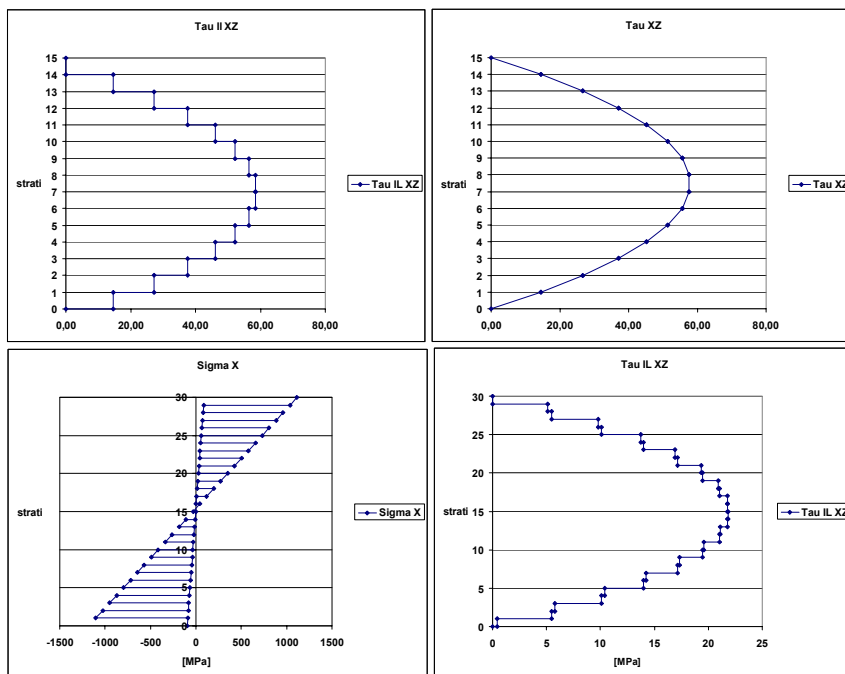 Tau Il XZ
15
14
13
12
11
10
9
8
strati
7
6
5
4
3
2
1
0
0,00 20,00 40,00 60,00 80,00
Tau IL XZ
Tau XZ
15
14
13
12
11
10
9
8
strati
7
6
5
4
3
2
1
0
0,00 20,00 40,00 60,00 80,00
Tau XZ
Sigma X
30
25
20
strati
15
10
5
0
-1500 -1000 -500 0 500 1000 1500
[MPa]
Sigma X
Tau IL XZ
30
25
20
strati
15
10
5
0
0 5 10 15 20 25
[MPa]
Tau IL XZ